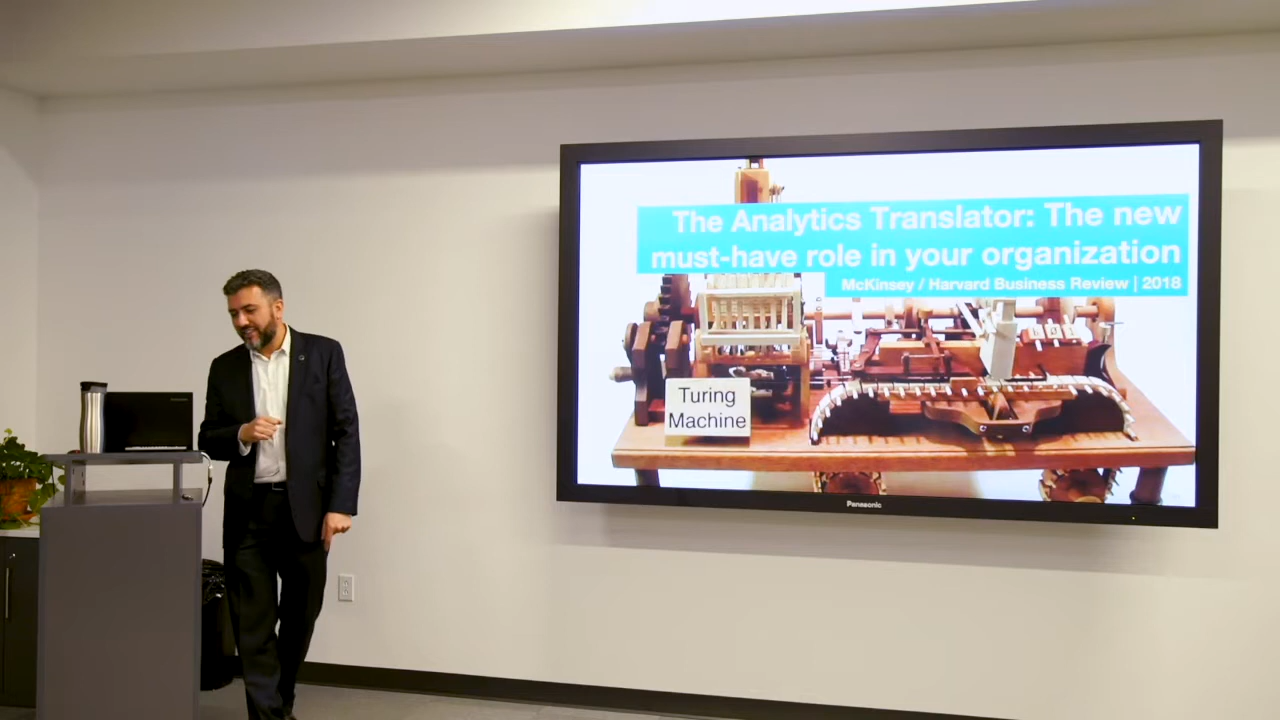 The Analytics Translator: The new
must-have role in your organization
McKinsey / Harvard Business Review | 2018
Turing
Machine
Panasonic